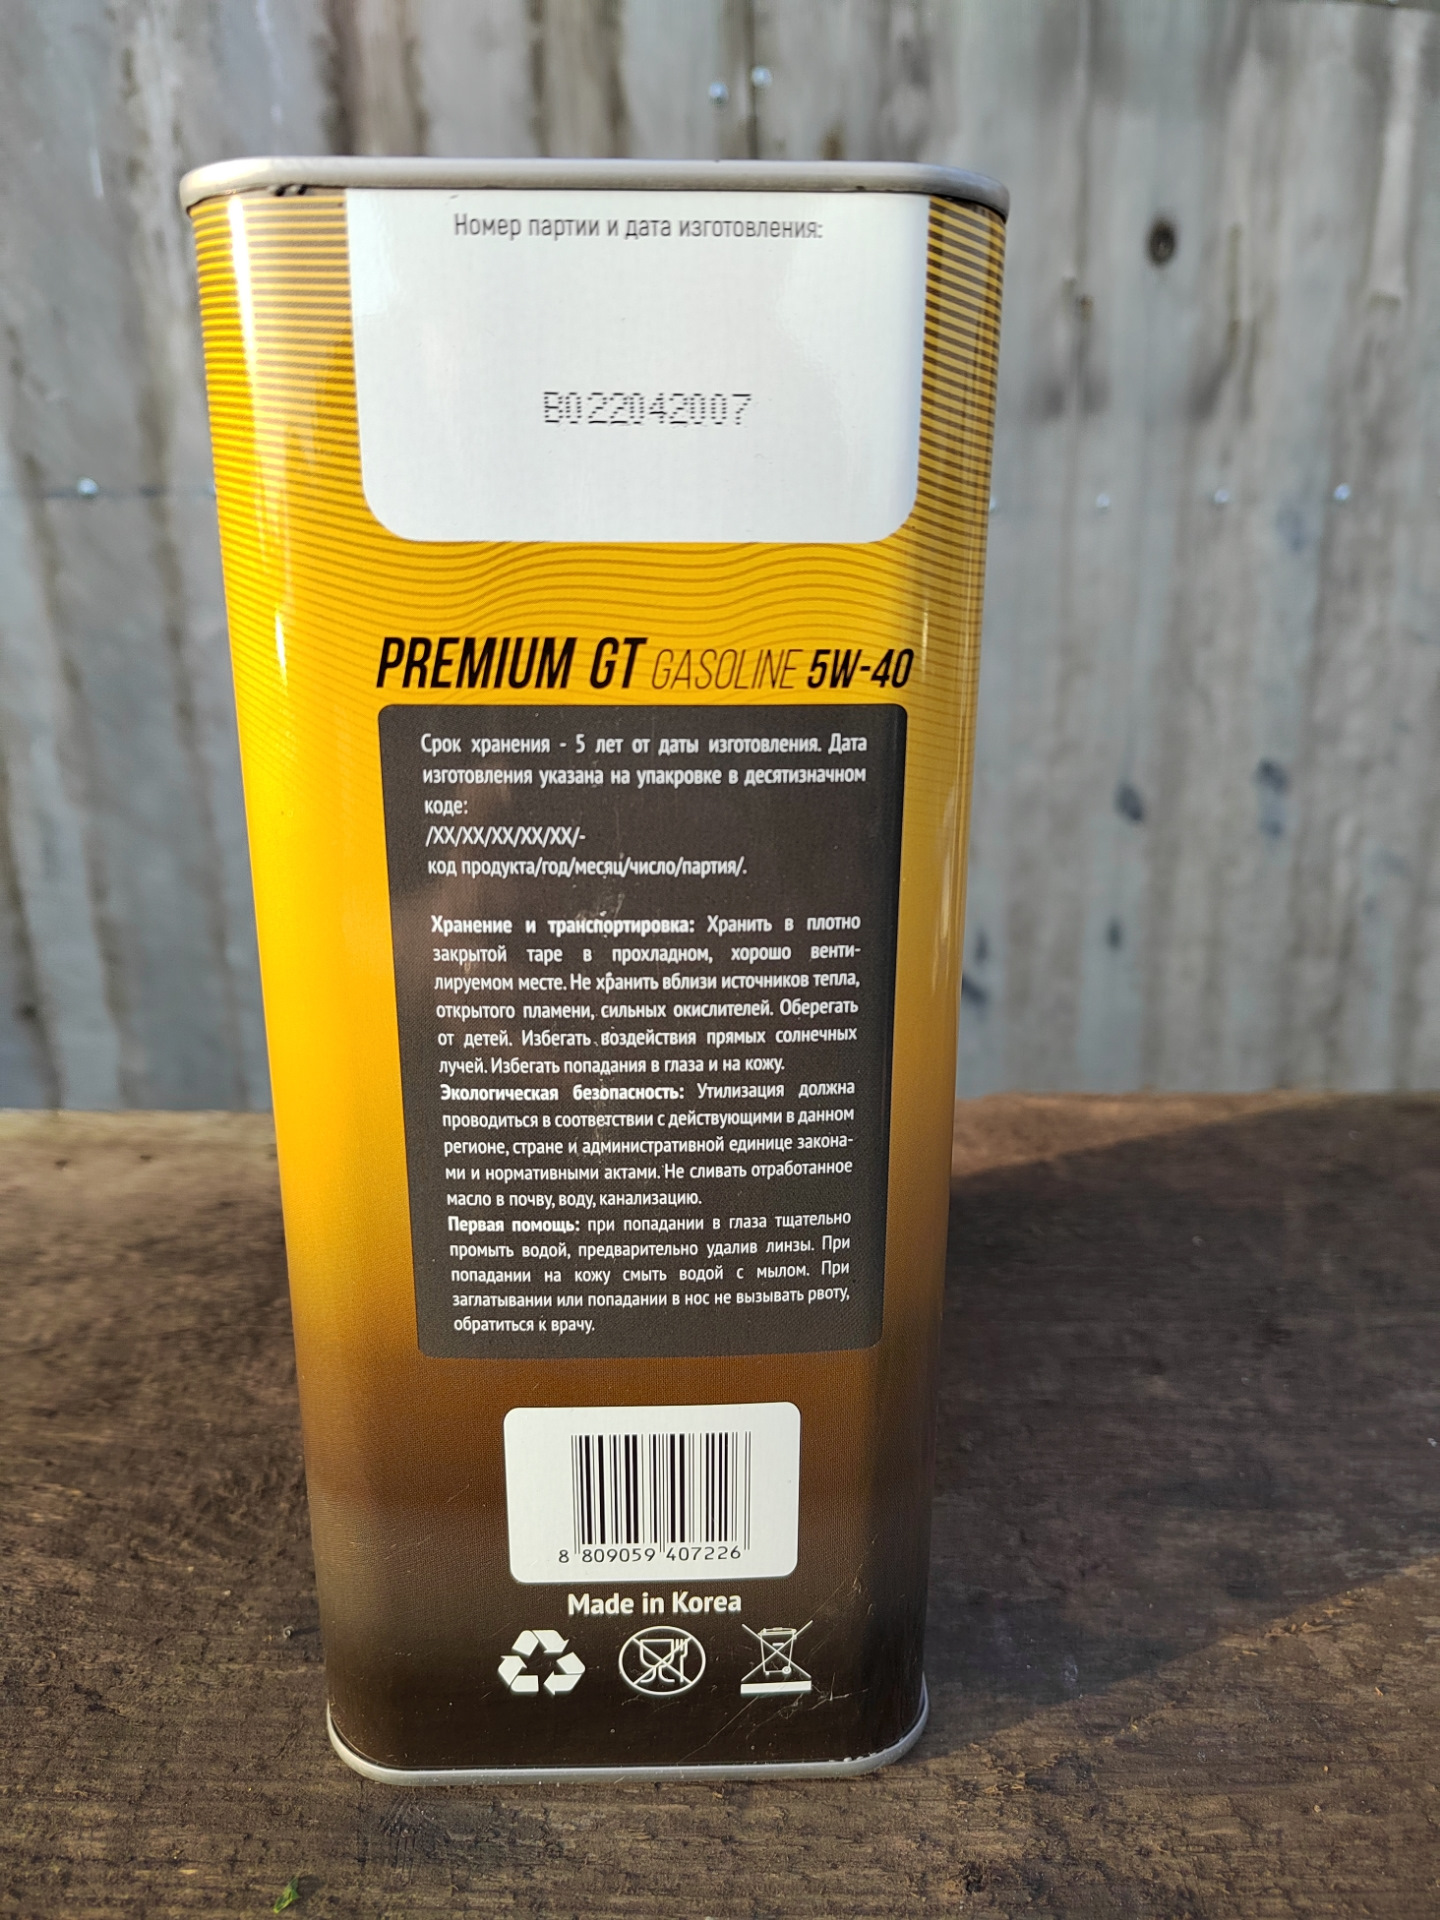 Номер партии и дата изготовления:
B022042007
PREMIUM GT GASOLINE 5W-40
Срок хранения - 5 лет от даты изготовления. Дата
изготовления указана на упакровке в десятизначном
коде:
/XX/XX/XX/XX/XX/-
код продукта/год/месяц/число/партия/.
Хранение и транспортировка: Хранить в плотно
закрытой таре в прохладном, хорошо венти-
лируемом месте. Не хранить вблизи источников тепла,
открытого пламени, сильных окислителей. Оберегать
от детей. Избегать воздействия прямых солнечных
лучей. Избегать попадания в глаза и на кожу.
Экологическая безопасность: Утилизация должна
проводиться в соответствии с действующими в данном
регионе, стране и административной единице закона-
ми и нормативными актами. Не сливать отработанное
масло в почву, воду, канализацию.
Первая помощь: при попадании в глаза тщательно
промыть водой, предварительно удалив линзы. При
попадании на кожу смыть водой с мылом. При
заглатывании или попадании в нос не вызывать рвоту,
обратиться к врачу.
8 809059 407226
Made in Korea